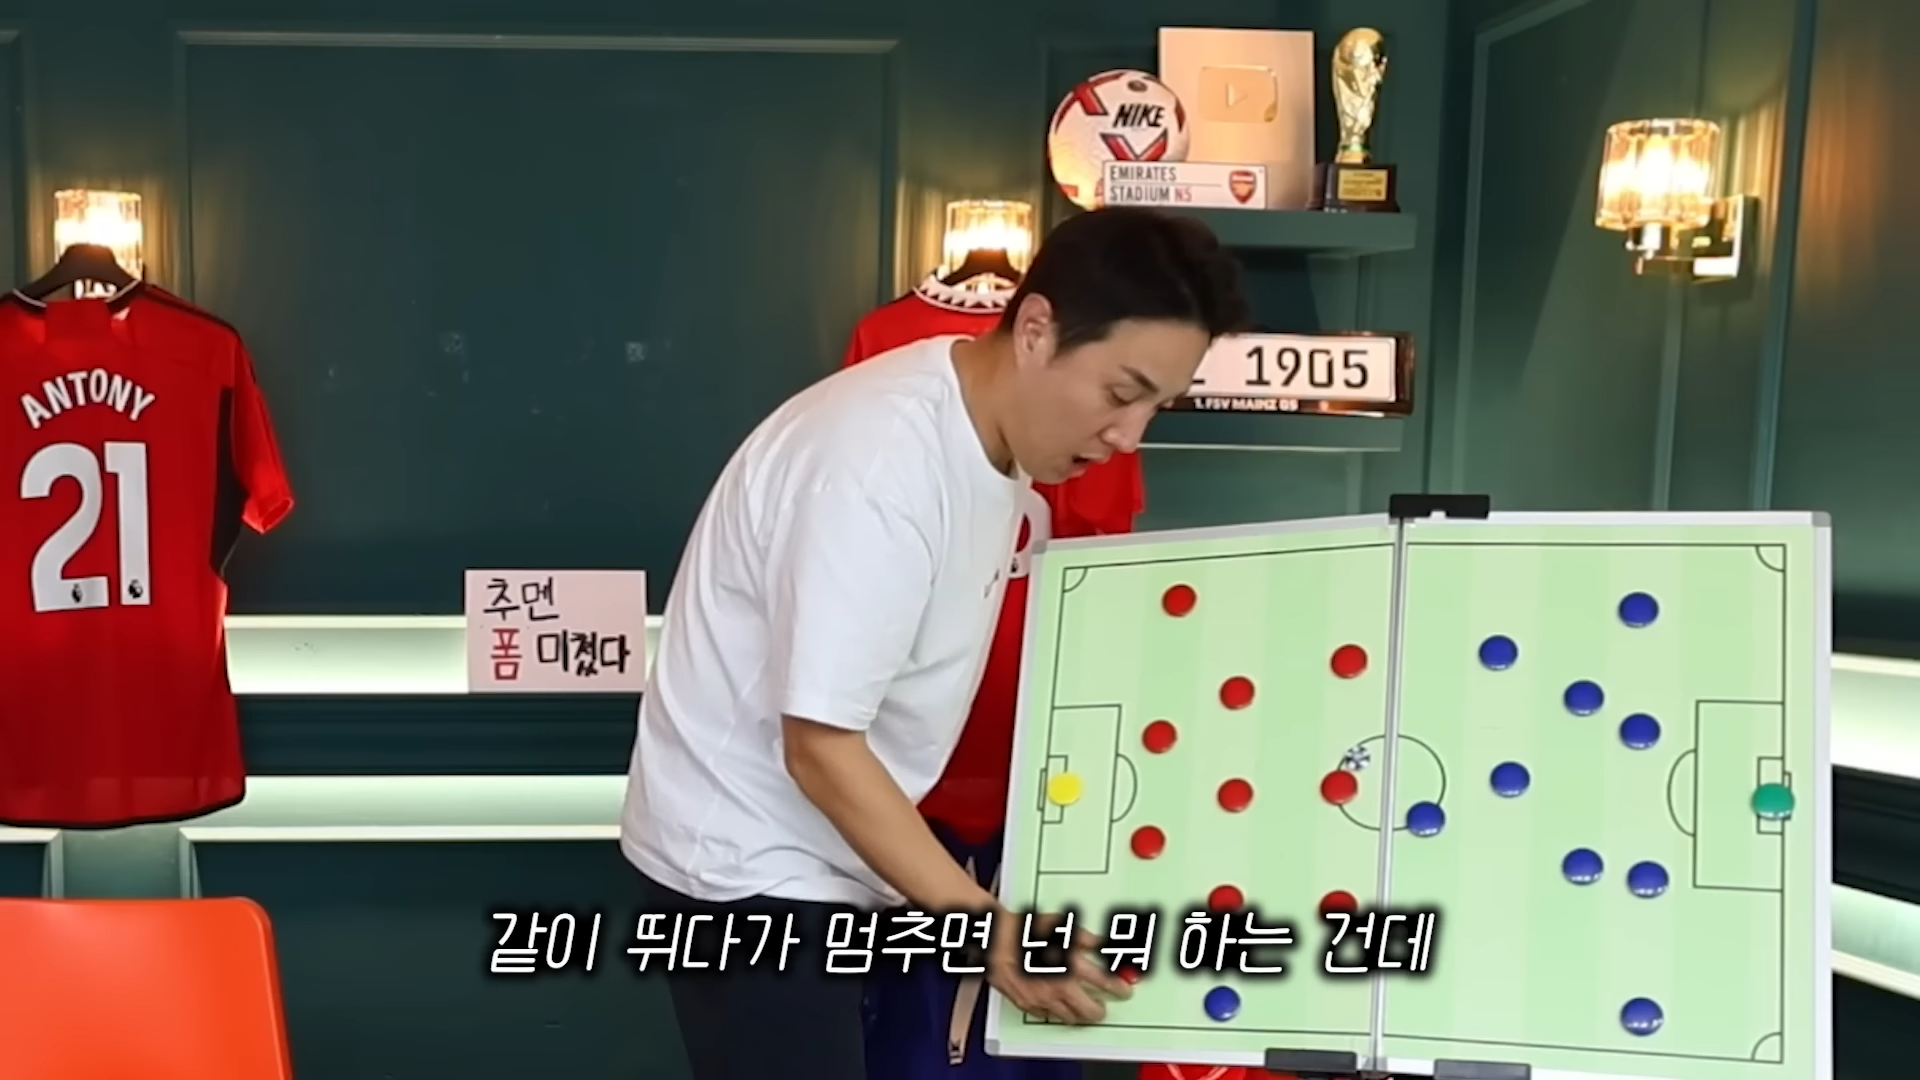 NIKE
EMIRATES
STADIUM N5
1905
1.FSV MAINZ 05
ANTONY
21
추멘
폼 미쳤다
같이 뛰다가 멈추면 넌 뭐 하는 건데